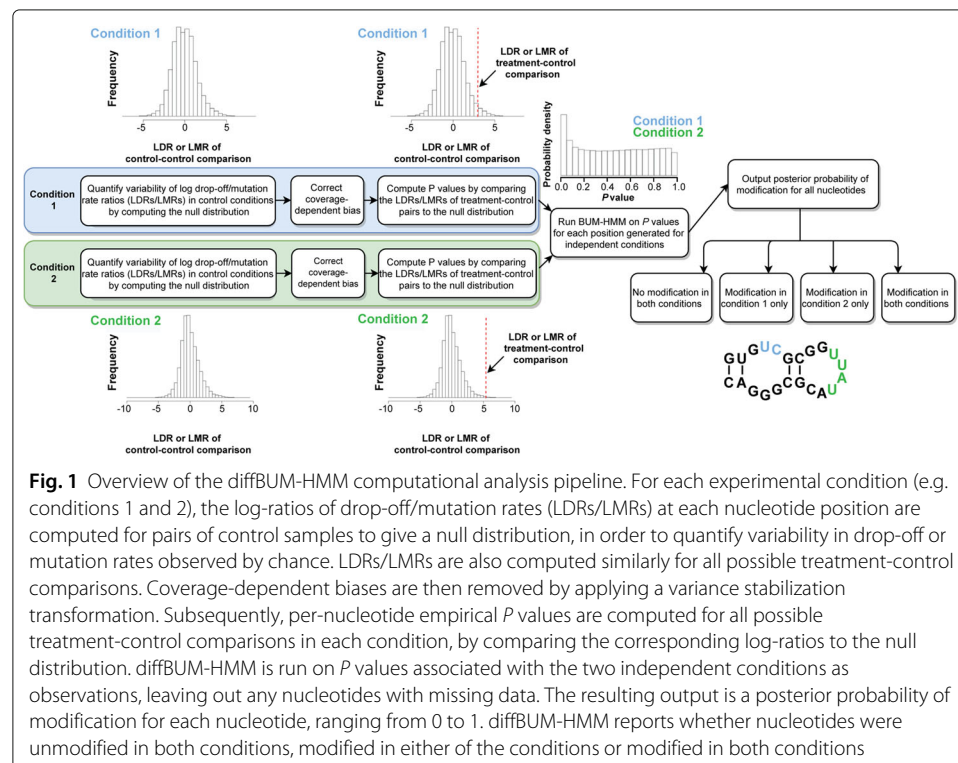 Condition 1
Frequency
-5 0 5
LDR or LMR of
control-control comparison
Condition 1
Frequency
LDR or LMR of
treatment-control
comparison
-5 0 5
LDR or LMR of
control-control comparison
Condition 1
Condition 2
Probability density
0.0 0.2 0.4 0.6 0.8 1.0
P value
Condition
1
Quantify variability of log drop-off/mutation
rate ratios (LDRs/LMRs) in control conditions
by computing the null distribution
Correct
coverage-
dependent bias
Compute P values by comparing
the LDRs/LMRs of treatment-control
pairs to the null distribution
Condition
2
Quantify variability of log drop-off/mutation
rate ratios (LDRs/LMRs) in control conditions
by computing the null distribution
Correct
coverage-
dependent bias
Compute P values by comparing
the LDRs/LMRs of treatment-control
pairs to the null distribution
Run BUM-HMM on P values
for each position generated for
independent conditions
Output posterior probability of
modification for all nucleotides
No modification in
both conditions
Modification in
condition 1 only
Modification in
condition 2 only
Modification in
both conditions
Condition 2
Frequency
-10 -5 0 5 10
LDR or LMR of
control-control comparison
Condition 2
Frequency
LDR or LMR of
treatment-control
comparison
-10 -5 0 5 10
LDR or LMR of
control-control comparison
GUGUCGCGGUUAUACGCGGGAC
Fig. 1 Overview of the diffBUM-HMM computational analysis pipeline. For each experimental condition (e.g.
conditions 1 and 2), the log-ratios of drop-off/mutation rates (LDRs/LMRs) at each nucleotide position are
computed for pairs of control samples to give a null distribution, in order to quantify variability in drop-off or
mutation rates observed by chance. LDRs/LMRs are also computed similarly for all possible treatment-control
comparisons. Coverage-dependent biases are then removed by applying a variance stabilization
transformation. Subsequently, per-nucleotide empirical P values are computed for all possible
treatment-control comparisons in each condition, by comparing the corresponding log-ratios to the null
distribution. diffBUM-HMM is run on P values associated with the two independent conditions as
observations, leaving out any nucleotides with missing data. The resulting output is a posterior probability of
modification for each nucleotide, ranging from 0 to 1. diffBUM-HMM reports whether nucleotides were
unmodified in both conditions, modified in either of the conditions or modified in both conditions